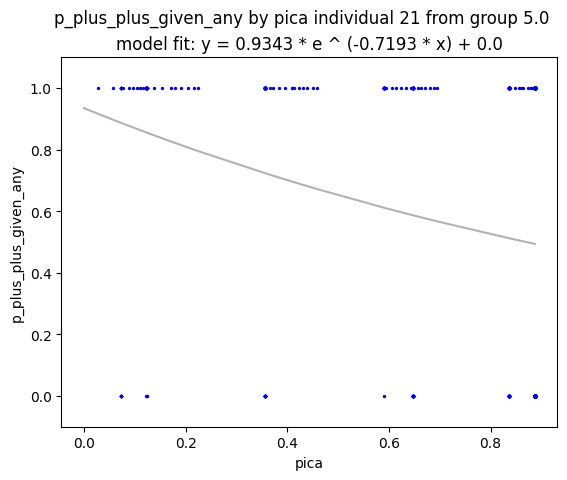 p_plus_plus_given_any by pica individual 21 from group 5.0
model fit: y = 0.9343 * e ^ (-0.7193 * x) + 0.0
1.0
0.8
0.6
0.4
0.2
0.0
p_plus_plus_given_any
0.0 0.2 0.4 0.6 0.8
pica